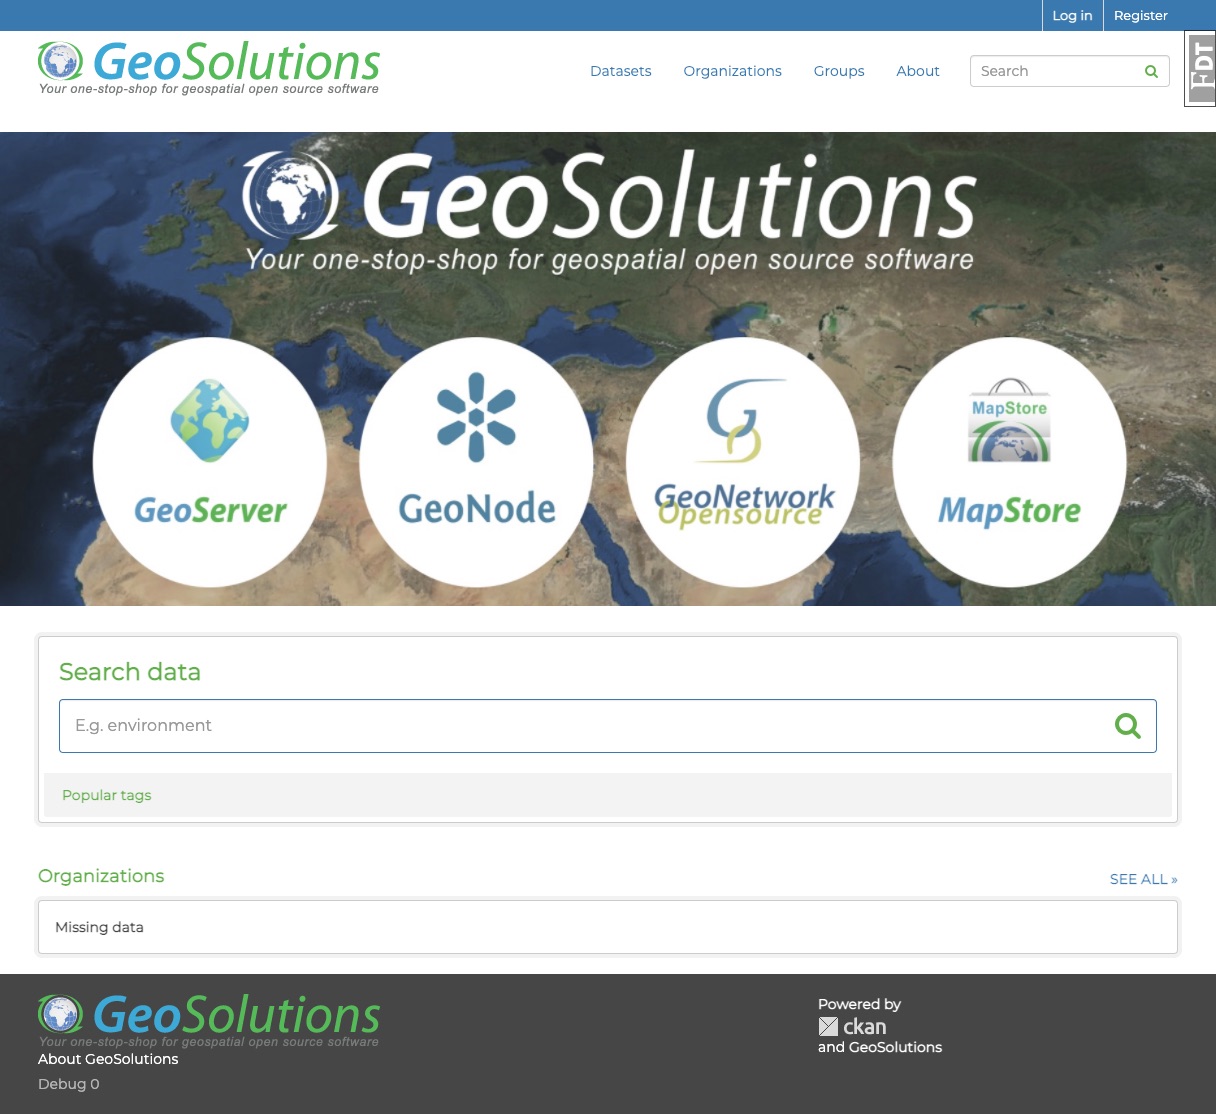 Log in
Register
GeoSolutions
Your one-stop-shop for geospatial open source software
Datasets
Organizations
Groups
About
Search
FDT
GeoSolutions
Your one-stop-shop for geospatial open source software
GeoServer
GeoNode
GeoNetwork
Opensource
MapStore
MapStore
Search data
E.g. environment
Popular tags
Organizations
SEE ALL »
Missing data
GeoSolutions
Your one-stop-shop for geospatial open source software
About GeoSolutions
Debug 0
Powered by
ckan
and GeoSolutions